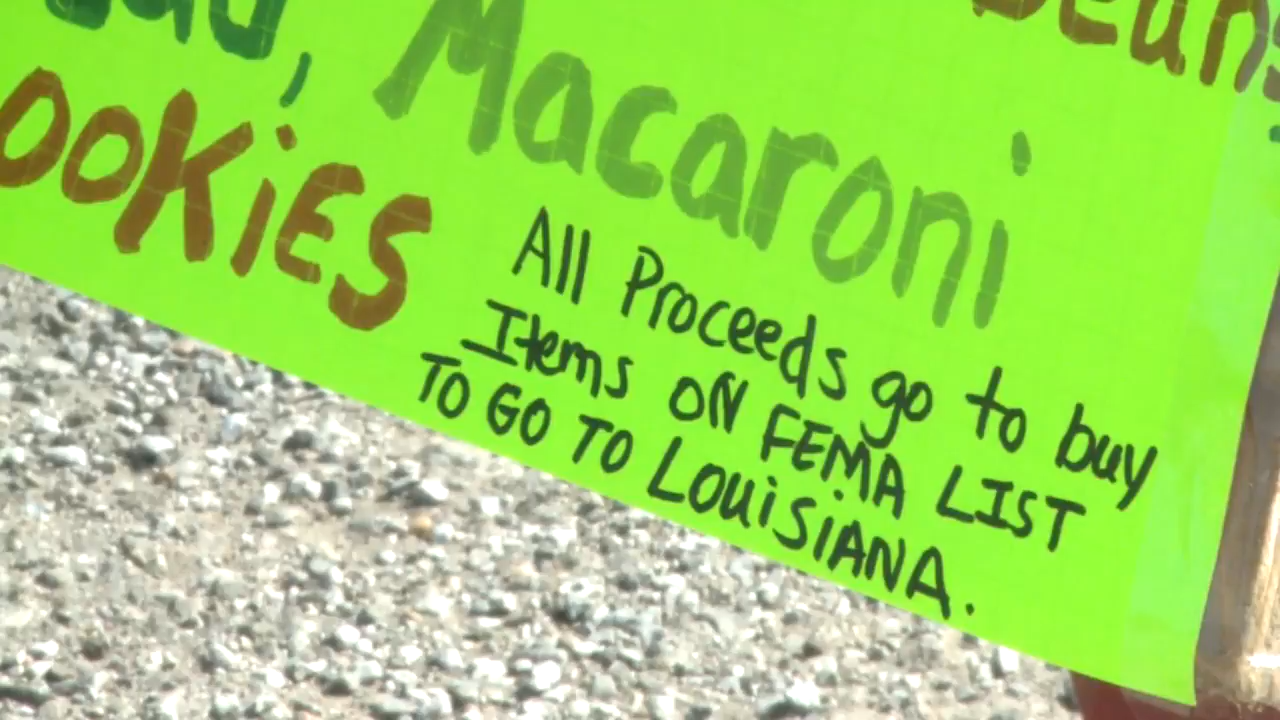 Macaroni
OOKiES
All Proceeds go to buy
Items ON FEMA LIST
TO GO TO LOUiSiANA.